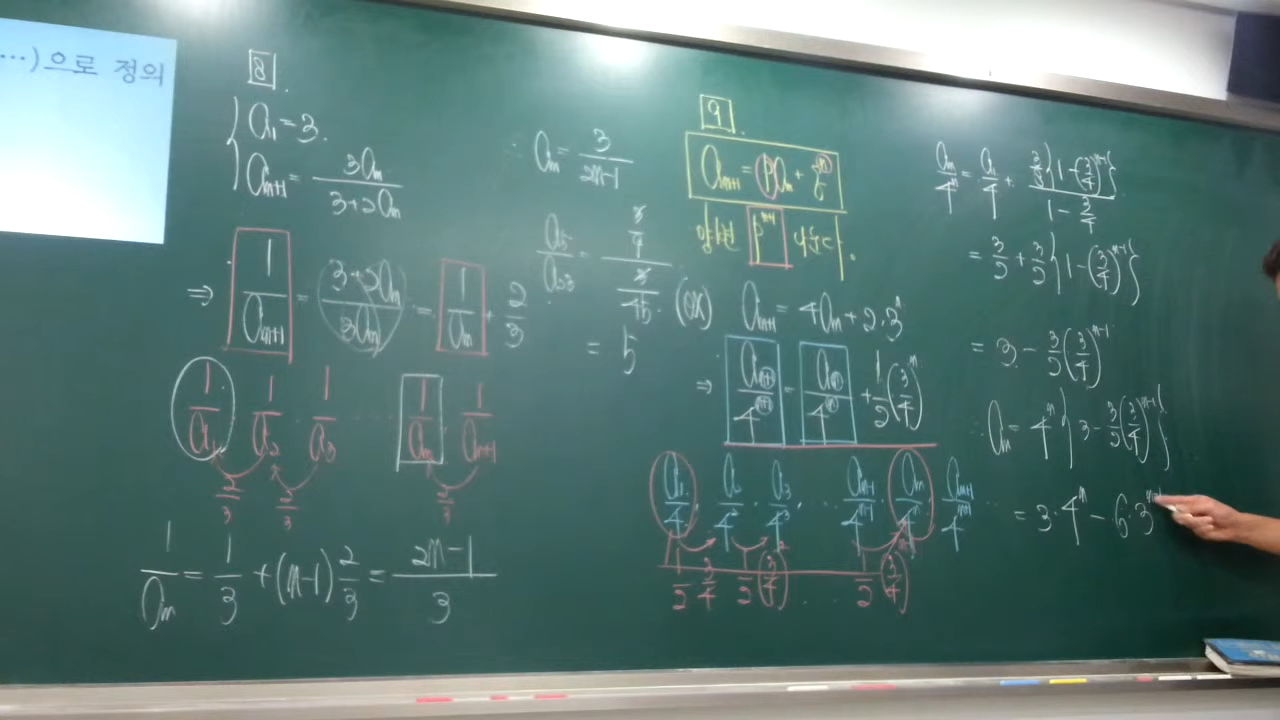 …)으로 정의
8.
a₁ = 3.
aₙ₊₁ = 3aₙ / (3+2aₙ)
⇒ 1/aₙ₊₁ = (3+2aₙ)/3aₙ = 1/aₙ + 2/3
1/a₁ 1/a₂ · 1/a₃ ⋯ 1/aₙ 1/aₙ₊₁
2/3 2/3 2/3
1/aₙ = 1/3 + (n-1) 2/3 = (2n-1)/3
∴ aₙ = 3/(2n-1)
a₅/a₂₃ = (3/9)/(3/45)
= 5
9.
aₙ₊₁ = paₙ + qⁿ
양변 pⁿ⁺¹ 나누다.
(ex) aₙ₊₁ = 4aₙ + 2·3ⁿ
⇒ aₙ₊₁/4ⁿ⁺¹ = aₙ/4ⁿ + 1/2(3/4)ⁿ
a₁/4 · a₂/4² · a₃/4³ ⋯ aₙ₋₁/4ⁿ⁻¹ · aₙ/4ⁿ · aₙ₊₁/4ⁿ⁺¹ ⋯
1/2 3/4 1/2(3/4)² ⋯ 1/2(3/4)ⁿ⁻¹
aₙ/4ⁿ = a₁/4 + 3/8{1-(3/4)ⁿ⁻¹} / (1 - 3/4)
= 3/2 + 3/2{1-(3/4)ⁿ⁻¹}
= 3 - 3/2(3/4)ⁿ⁻¹
∴ aₙ = 4ⁿ{3 - 3/2(3/4)ⁿ⁻¹}
= 3·4ⁿ - 6·3ⁿ⁻¹